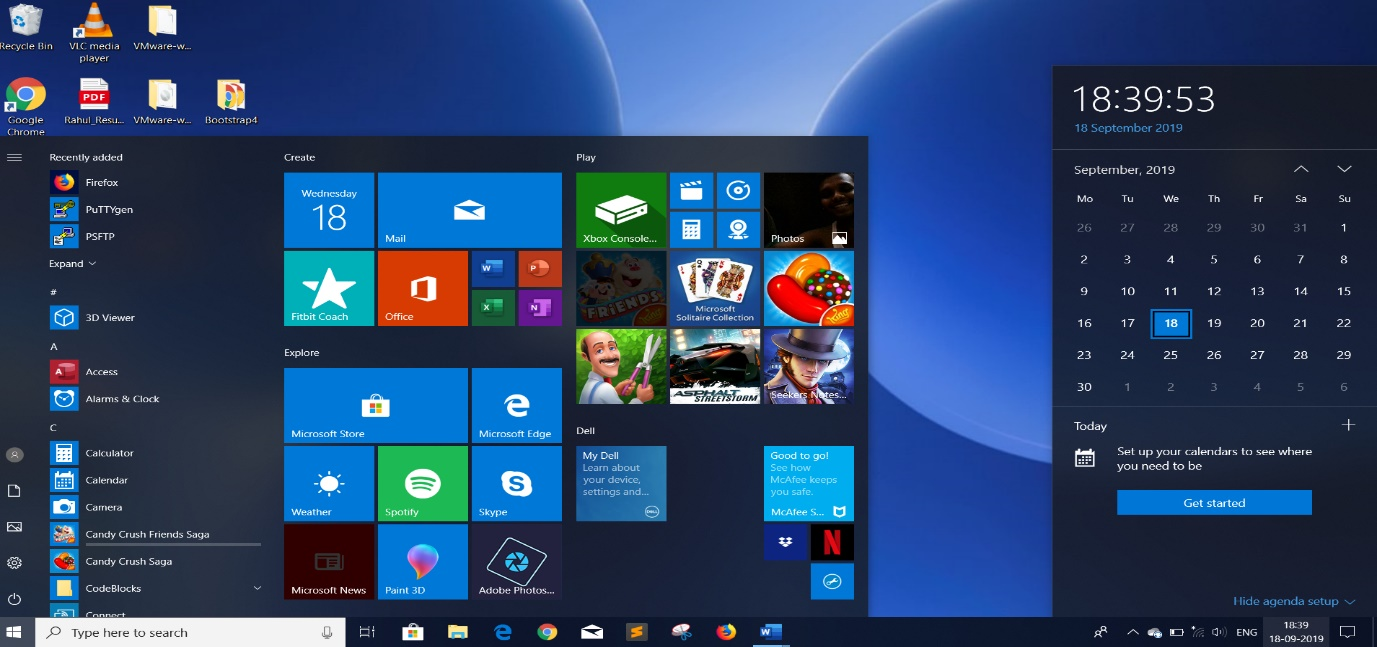 Recycle Bin
VLC media
player
VMware-w...
Google
Chrome
PDF
Rahul_Resu...
VMware-w...
Bootstrap4
Recently added
Firefox
PuTTYgen
PSFTP
Expand
#
3D Viewer
A
Access
Alarms & Clock
C
Calculator
Calendar
Camera
Candy Crush Friends Saga
Candy Crush Saga
CodeBlocks
Connect
Create
Wednesday
18
Mail
Fitbit Coach
Office
W
P
X
N
Explore
Microsoft Store
Microsoft Edge
Weather
Spotify
Skype
Microsoft News
Paint 3D
Adobe Photos...
Play
Xbox Console...
Photos
FRIENDS
Microsoft
Solitaire Collection
King
ASPHALT
STREETSTORM
Seekers Notes...
Dell
My Dell
Learn about
your device,
settings and...
DELL
Good to go!
See how
McAfee keeps
you safe.
McAfee S...
N
18:39:53
18 September 2019
September, 2019
Mo Tu We Th Fr Sa Su
26 27 28 29 30 31 1
2 3 4 5 6 7 8
9 10 11 12 13 14 15
16 17 18 19 20 21 22
23 24 25 26 27 28 29
30 1 2 3 4 5 6
Today
Set up your calendars to see where
you need to be
Get started
Hide agenda setup
Type here to search
W
ENG
18:39
18-09-2019